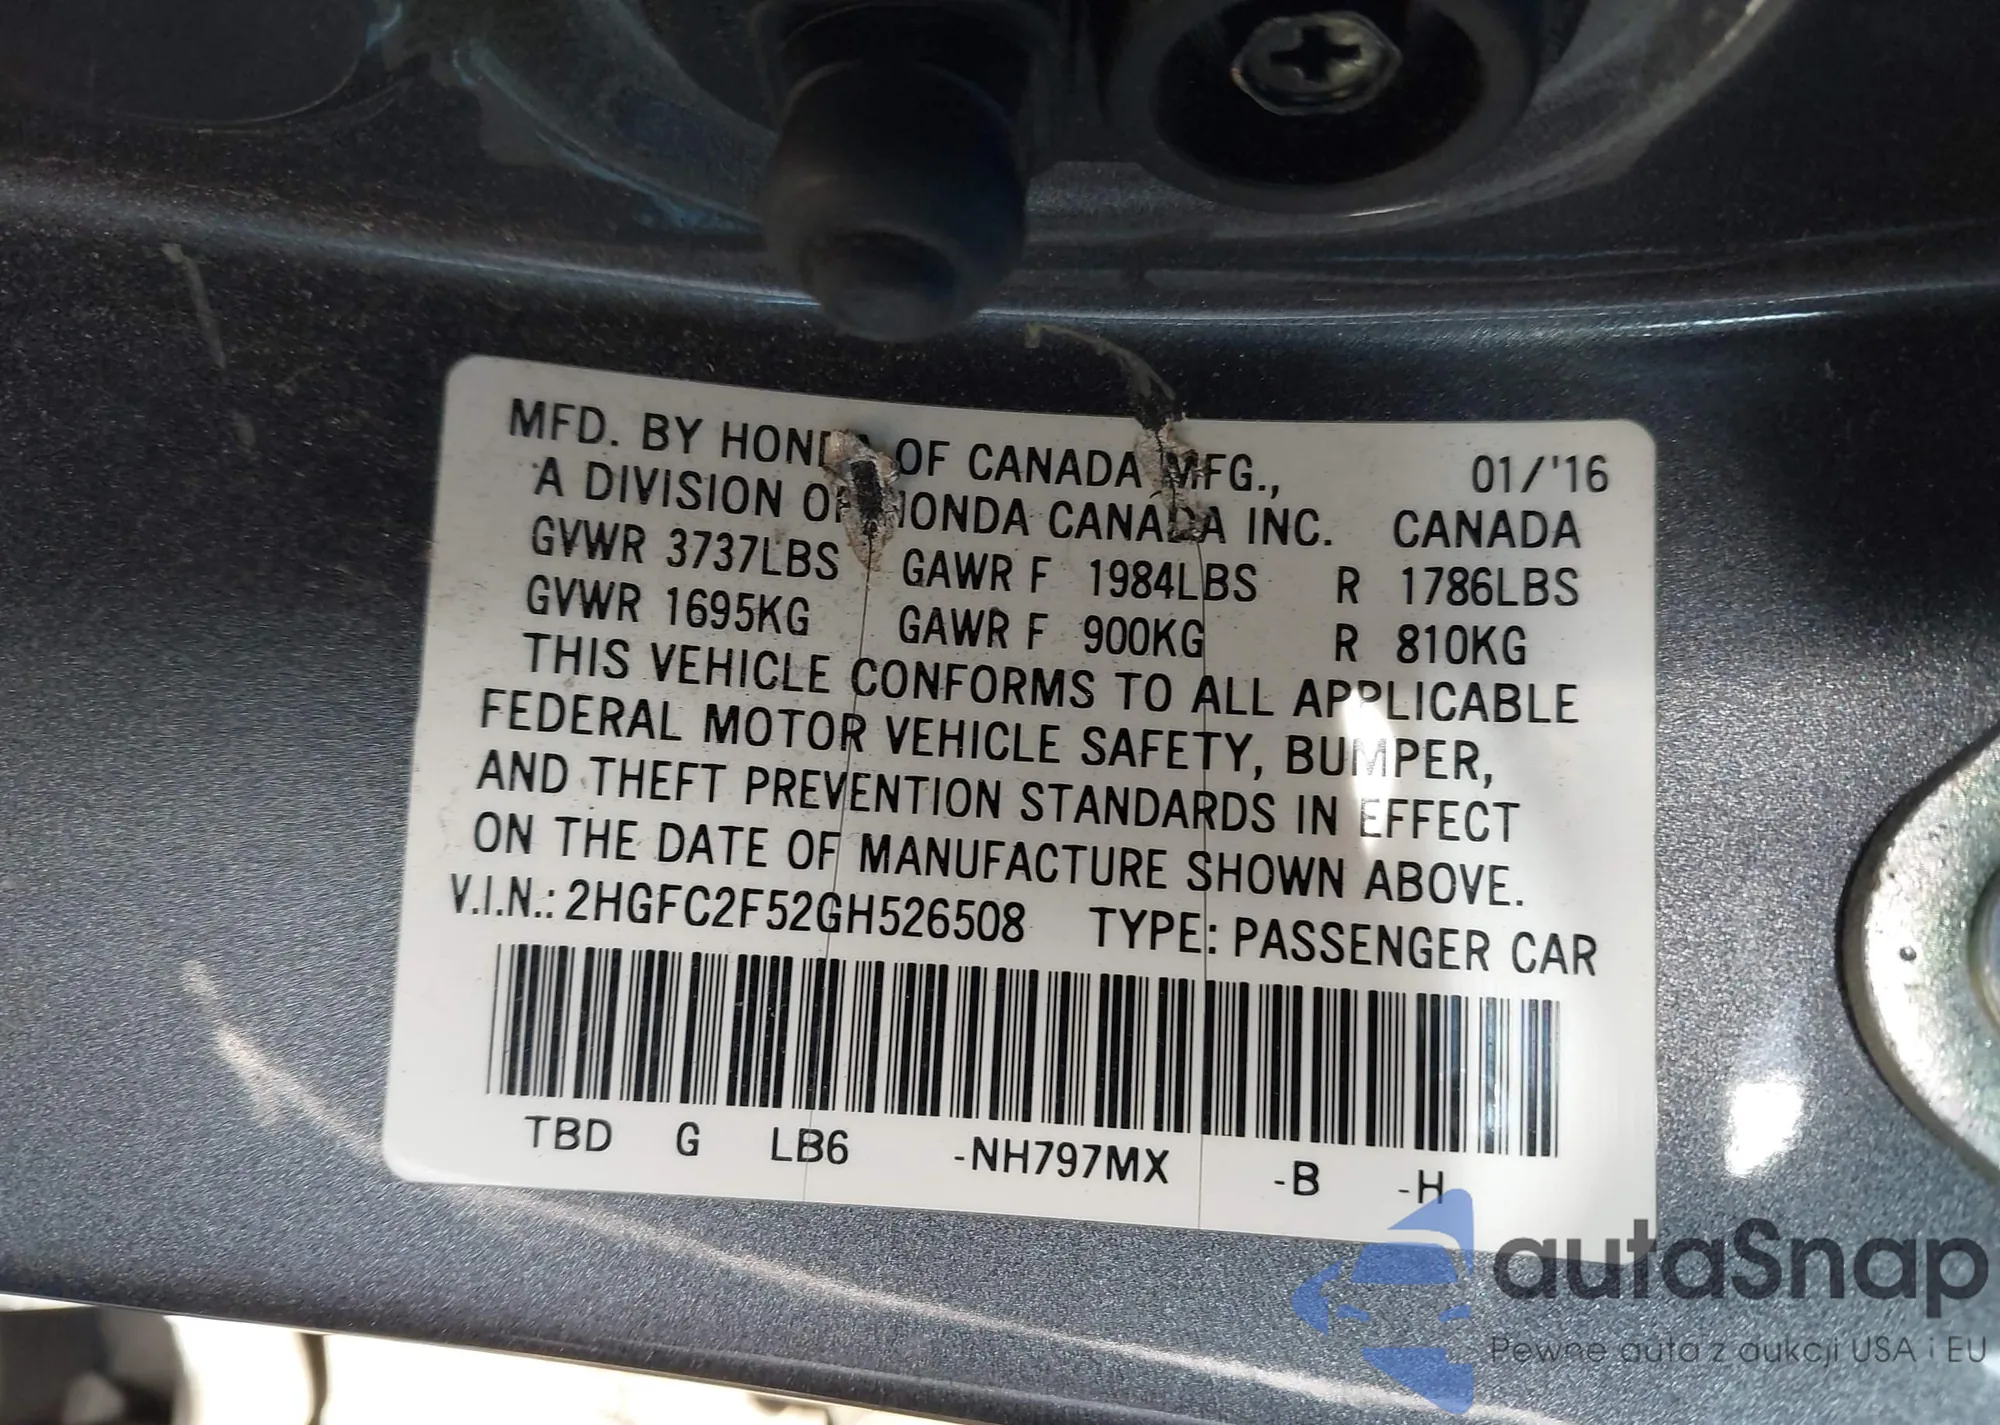 MFD. BY HONDA OF CANADA MFG., 01/'16
A DIVISION OF HONDA CANADA INC. CANADA
GVWR 3737LBS GAWR F 1984LBS R 1786LBS
GVWR 1695KG GAWR F 900KG R 810KG
THIS VEHICLE CONFORMS TO ALL APPLICABLE
FEDERAL MOTOR VEHICLE SAFETY, BUMPER,
AND THEFT PREVENTION STANDARDS IN EFFECT
ON THE DATE OF MANUFACTURE SHOWN ABOVE.
V.I.N.: 2HGFC2F52GH526508 TYPE: PASSENGER CAR
TBD G LB6 -NH797MX -B -H
autaSnap
Pewne auta z aukcji USA i EU